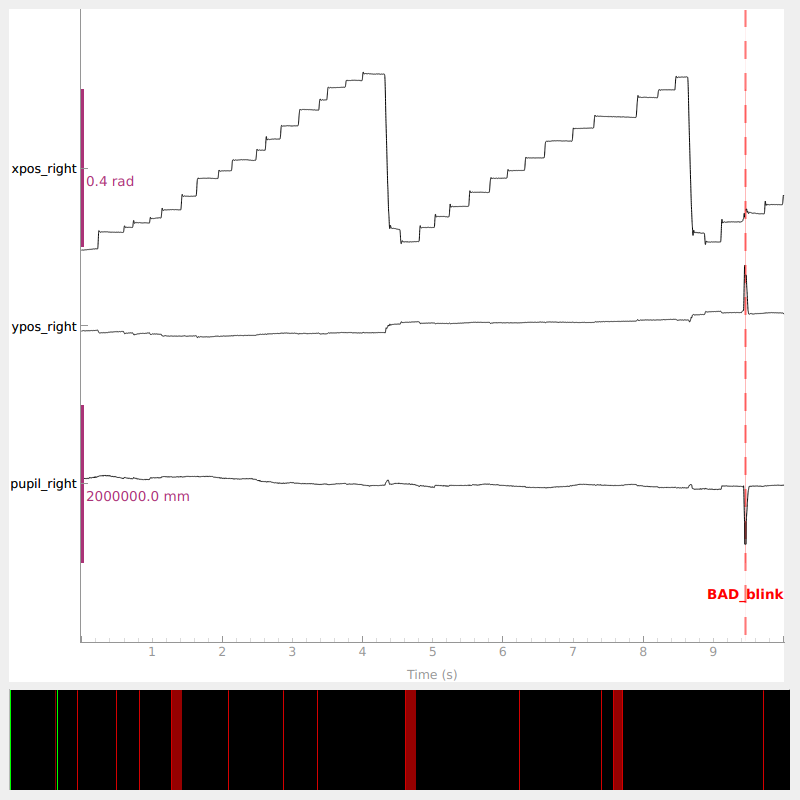 xpos_right
0.4 rad
ypos_right
pupil_right
2000000.0 mm
BAD_blink
1 2 3 4 5 6 7 8 9
Time (s)